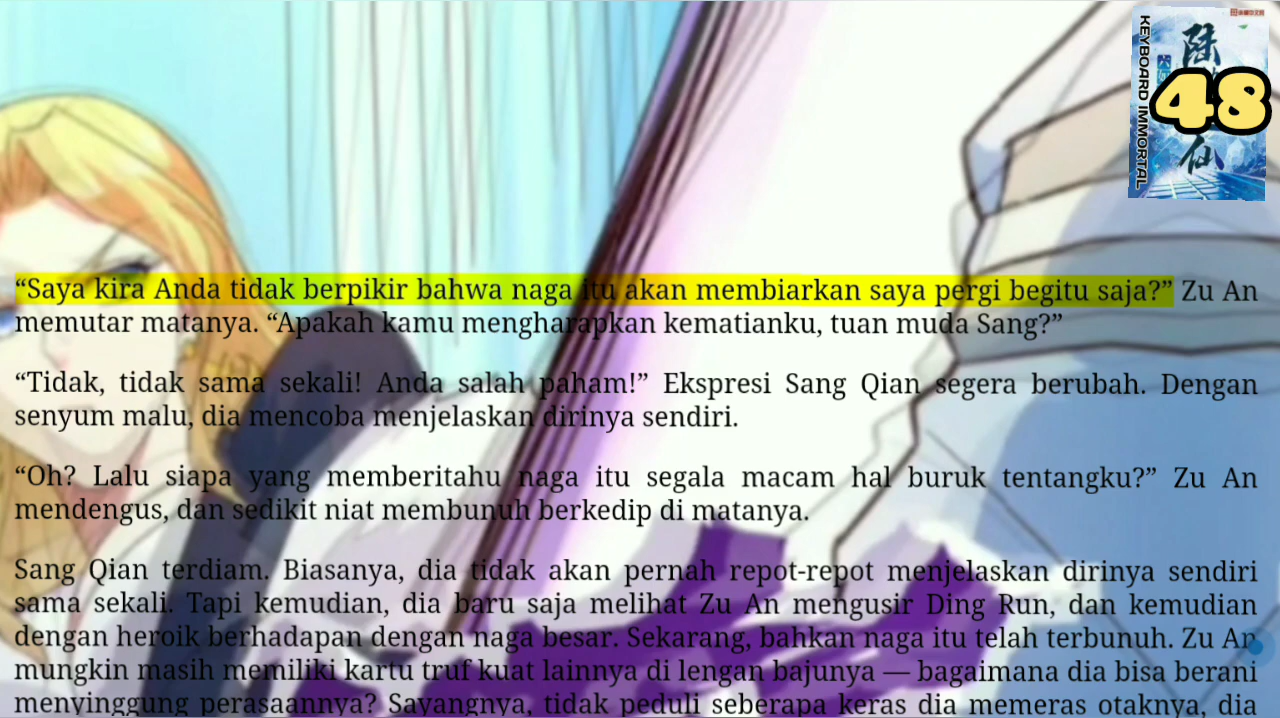 KEYBOARD IMMORTAL
48
“Saya kira Anda tidak berpikir bahwa naga itu akan membiarkan saya pergi begitu saja?” Zu An
memutar matanya. “Apakah kamu mengharapkan kematianku, tuan muda Sang?”
“Tidak, tidak sama sekali! Anda salah paham!” Ekspresi Sang Qian segera berubah. Dengan
senyum malu, dia mencoba menjelaskan dirinya sendiri.
“Oh? Lalu siapa yang memberitahu naga itu segala macam hal buruk tentangku?” Zu An
mendengus, dan sedikit niat membunuh berkedip di matanya.
Sang Qian terdiam. Biasanya, dia tidak akan pernah repot-repot menjelaskan dirinya sendiri
sama sekali. Tapi kemudian, dia baru saja melihat Zu An mengusir Ding Run, dan kemudian
dengan heroik berhadapan dengan naga besar. Sekarang, bahkan naga itu telah terbunuh. Zu An
mungkin masih memiliki kartu truf kuat lainnya di lengan bajunya — bagaimana dia bisa berani
menyinggung perasaannya? Sayangnya, tidak peduli seberapa keras dia memeras otaknya, dia